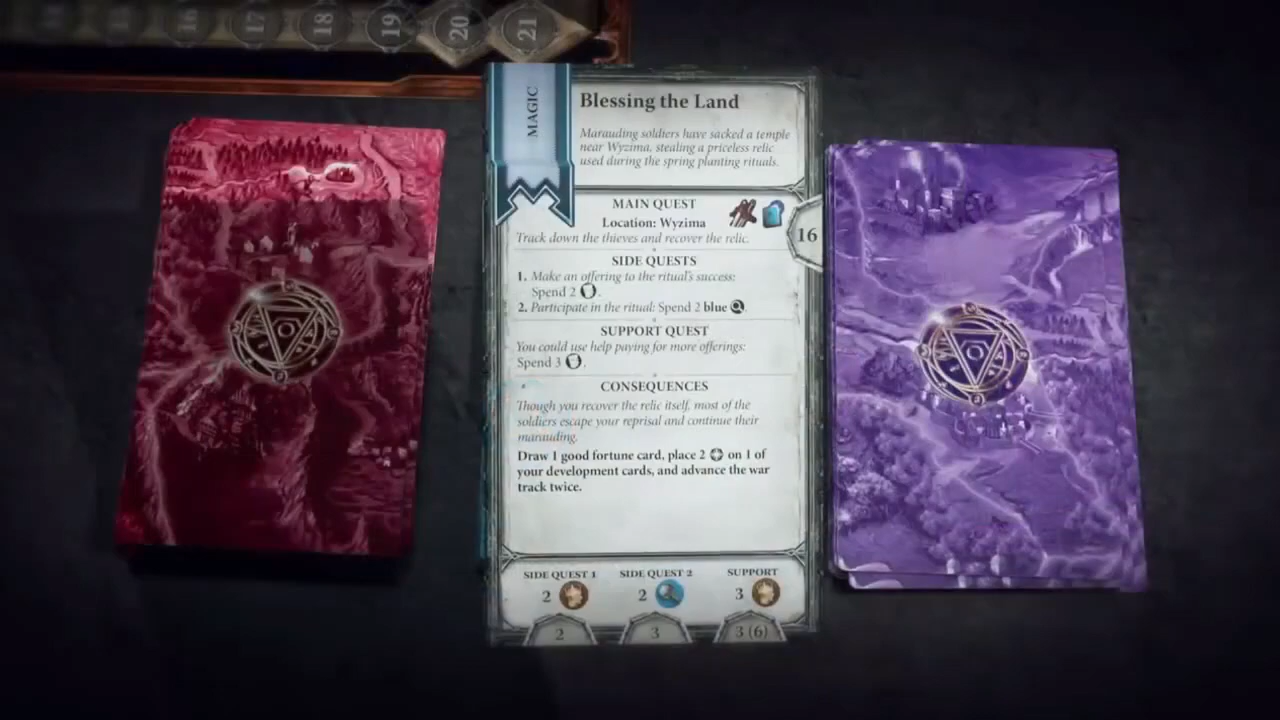 16
17
18
19
20
21
MAGIC
Blessing the Land
Marauding soldiers have sacked a temple
near Wyzima, stealing a priceless relic
used during the spring planting rituals.
MAIN QUEST
Location: Wyzima
Track down the thieves and recover the relic.
16
SIDE QUESTS
1. Make an offering to the ritual's success:
Spend 2 .
2. Participate in the ritual: Spend 2 blue .
SUPPORT QUEST
You could use help paying for more offerings:
Spend 3 .
CONSEQUENCES
Though you recover the relic itself, most of the
soldiers escape your reprisal and continue their
marauding.
Draw 1 good fortune card, place 2 on 1 of
your development cards, and advance the war
track twice.
SIDE QUEST 1 SIDE QUEST 2 SUPPORT
2 2 3
2 3 3 (6)